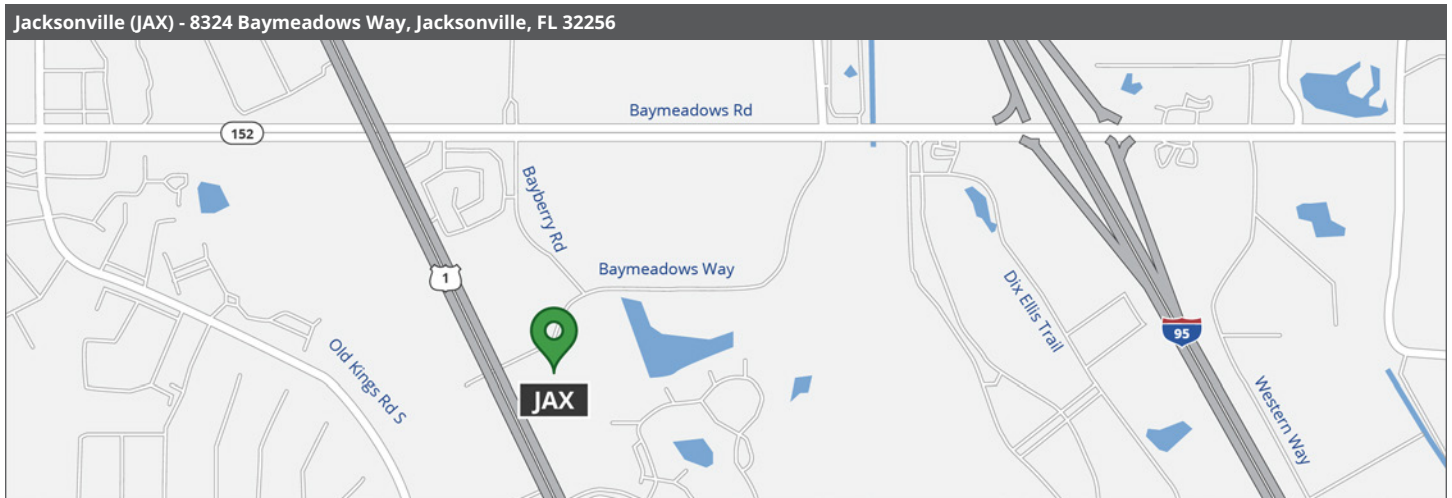 Jacksonville (JAX) - 8324 Baymeadows Way, Jacksonville, FL 32256
Baymeadows Rd
152
Bayberry Rd
Baymeadows Way
1
Dix Ellis Trail
95
Old Kings Rd S
JAX
Western Way